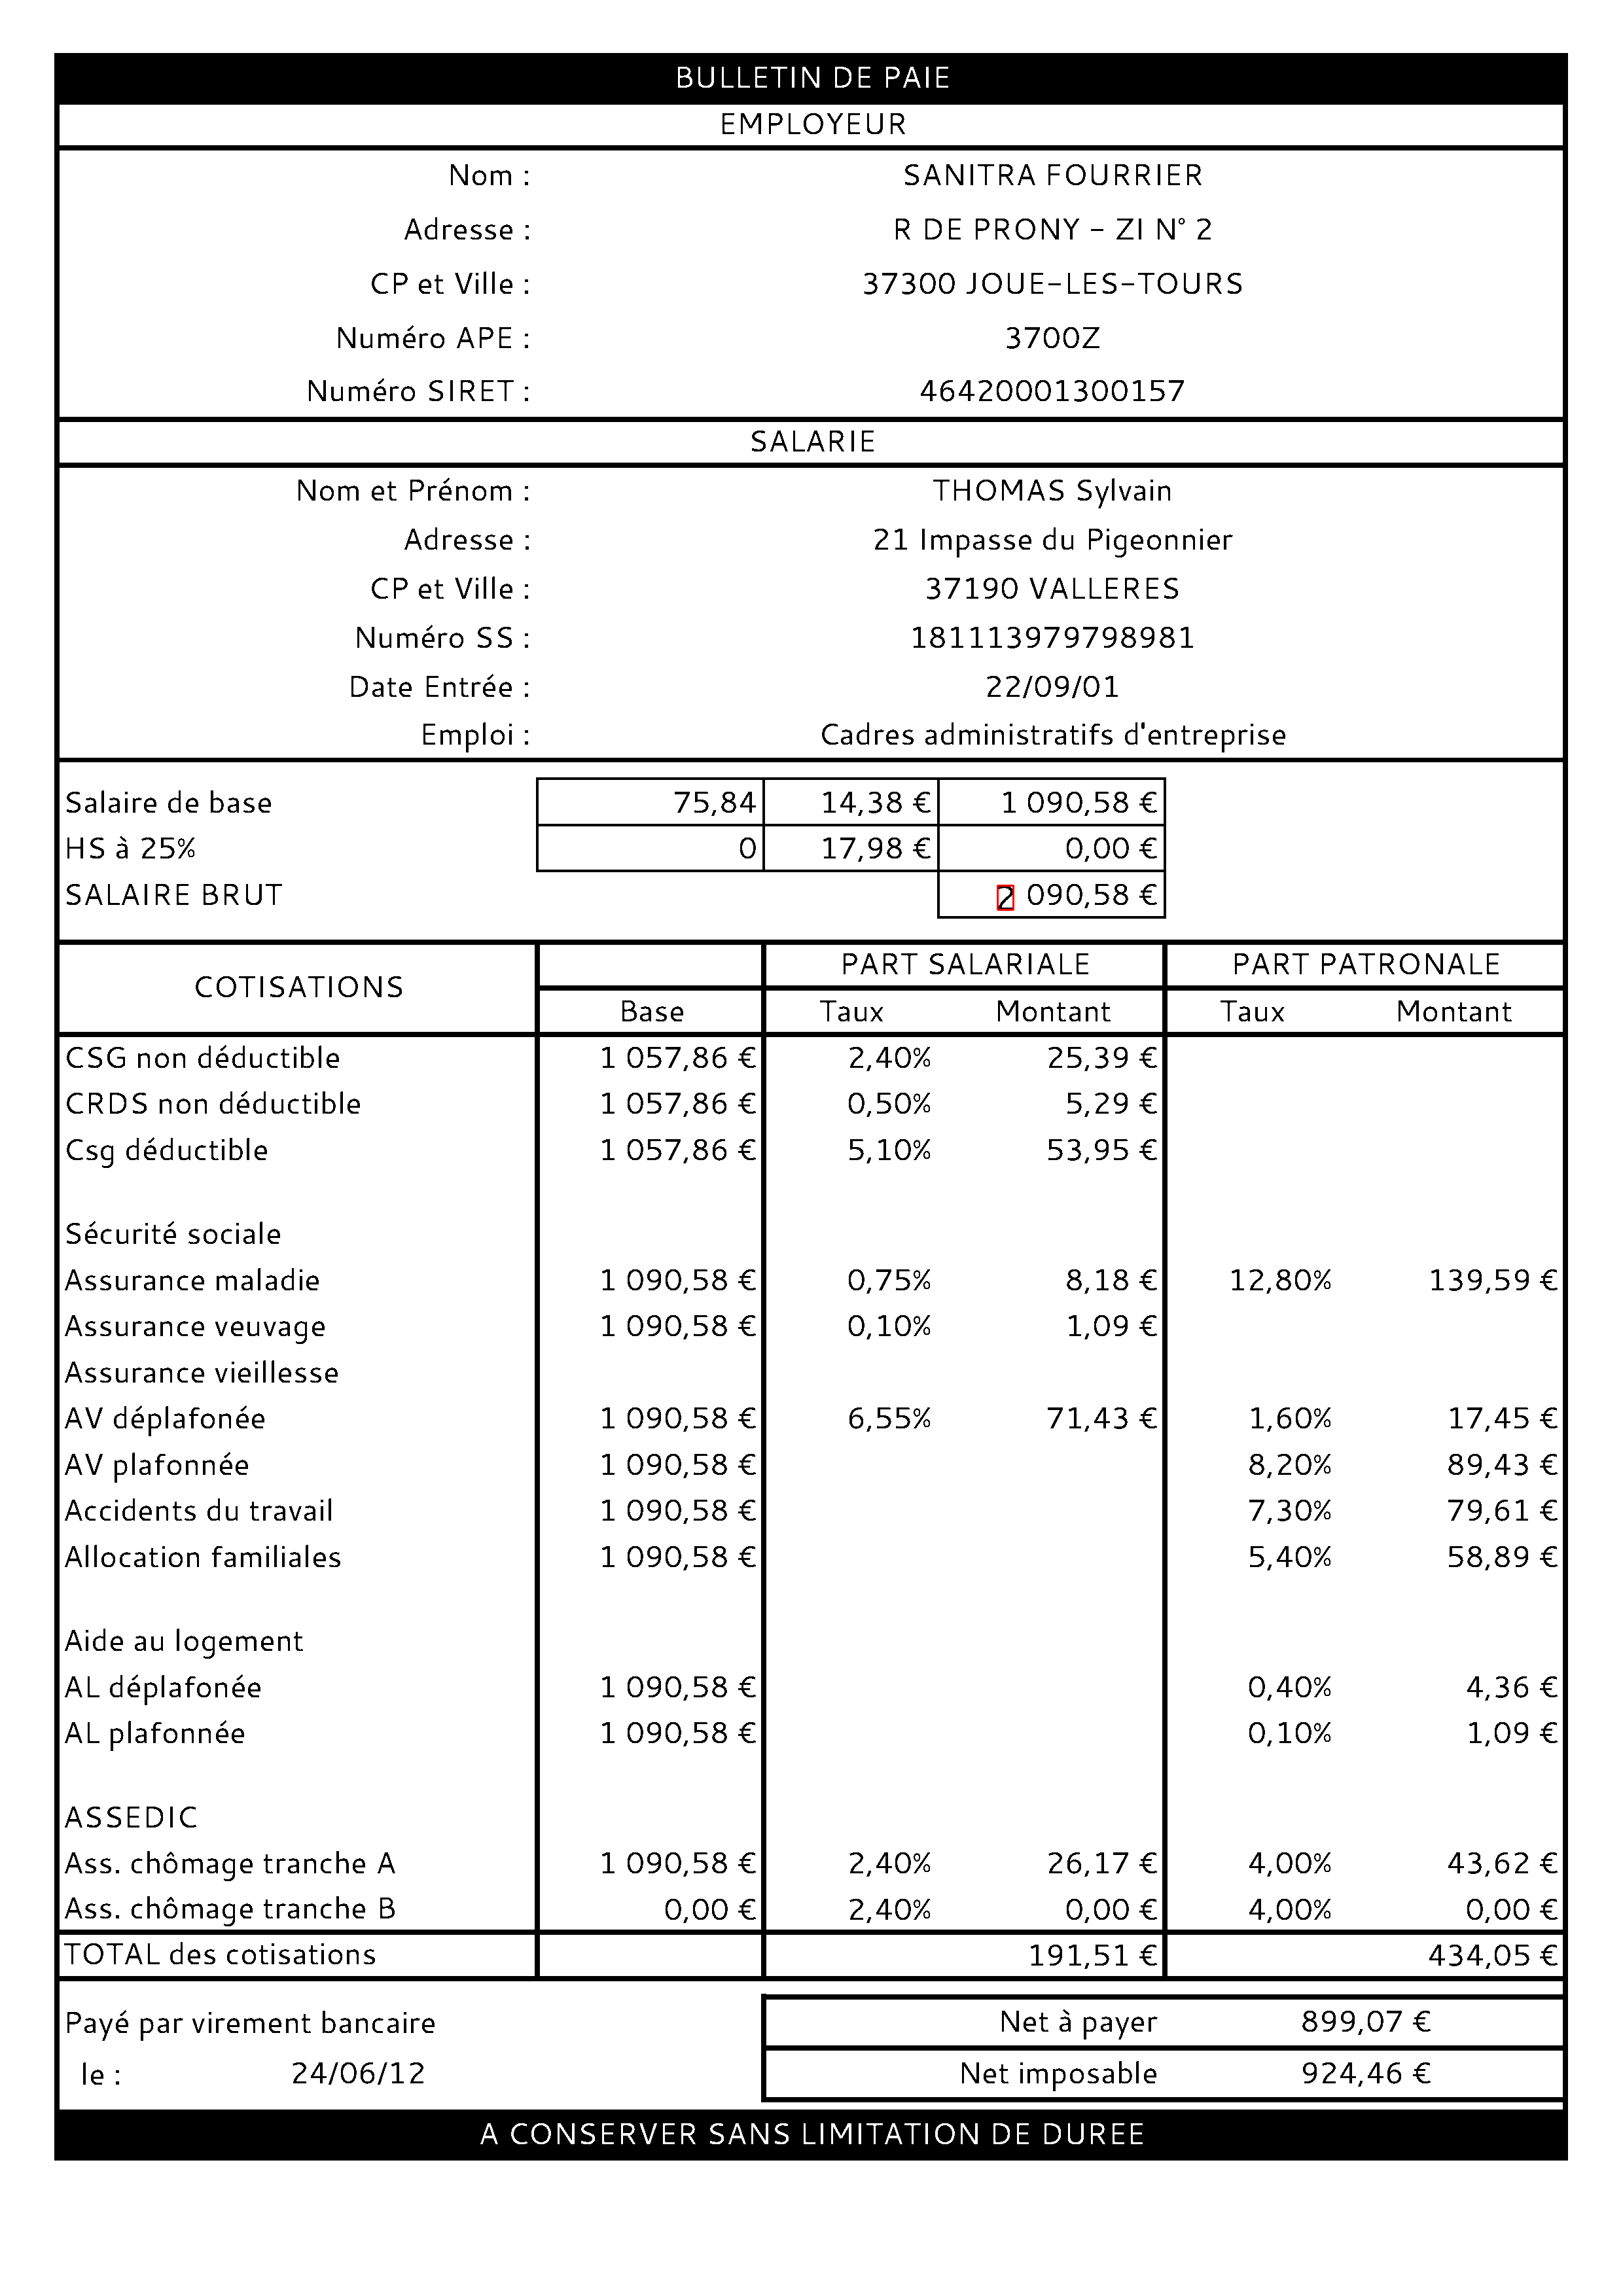 BULLETIN DE PAIE
EMPLOYEUR
Nom : SANITRA FOURRIER
Adresse : R DE PRONY - ZI N° 2
CP et Ville : 37300 JOUE-LES-TOURS
Numéro APE : 3700Z
Numéro SIRET : 46420001300157
SALARIE
Nom et Prénom : THOMAS Sylvain
Adresse : 21 Impasse du Pigeonnier
CP et Ville : 37190 VALLERES
Numéro SS : 181113979798981
Date Entrée : 22/09/01
Emploi : Cadres administratifs d'entreprise
Salaire de base 75,84 14,38 € 1 090,58 €
HS à 25% 0 17,98 € 0,00 €
SALAIRE BRUT 2 090,58 €
COTISATIONS PART SALARIALE PART PATRONALE
Base Taux Montant Taux Montant
CSG non déductible 1 057,86 € 2,40% 25,39 €
CRDS non déductible 1 057,86 € 0,50% 5,29 €
Csg déductible 1 057,86 € 5,10% 53,95 €
Sécurité sociale
Assurance maladie 1 090,58 € 0,75% 8,18 € 12,80% 139,59 €
Assurance veuvage 1 090,58 € 0,10% 1,09 €
Assurance vieillesse
AV déplafonée 1 090,58 € 6,55% 71,43 € 1,60% 17,45 €
AV plafonnée 1 090,58 € 8,20% 89,43 €
Accidents du travail 1 090,58 € 7,30% 79,61 €
Allocation familiales 1 090,58 € 5,40% 58,89 €
Aide au logement
AL déplafonée 1 090,58 € 0,40% 4,36 €
AL plafonnée 1 090,58 € 0,10% 1,09 €
ASSEDIC
Ass. chômage tranche A 1 090,58 € 2,40% 26,17 € 4,00% 43,62 €
Ass. chômage tranche B 0,00 € 2,40% 0,00 € 4,00% 0,00 €
TOTAL des cotisations 191,51 € 434,05 €
Payé par virement bancaire Net à payer 899,07 €
le : 24/06/12 Net imposable 924,46 €
A CONSERVER SANS LIMITATION DE DUREE